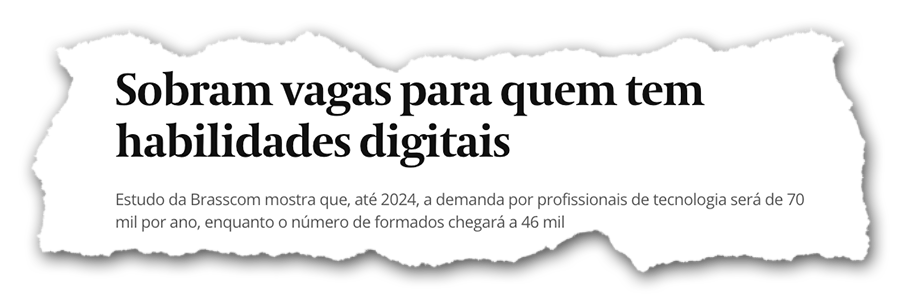 Sobram vagas para quem tem
habilidades digitais
Estudo da Brasscom mostra que, até 2024, a demanda por profissionais de tecnologia será de 70
mil por ano, enquanto o número de formados chegará a 46 mil